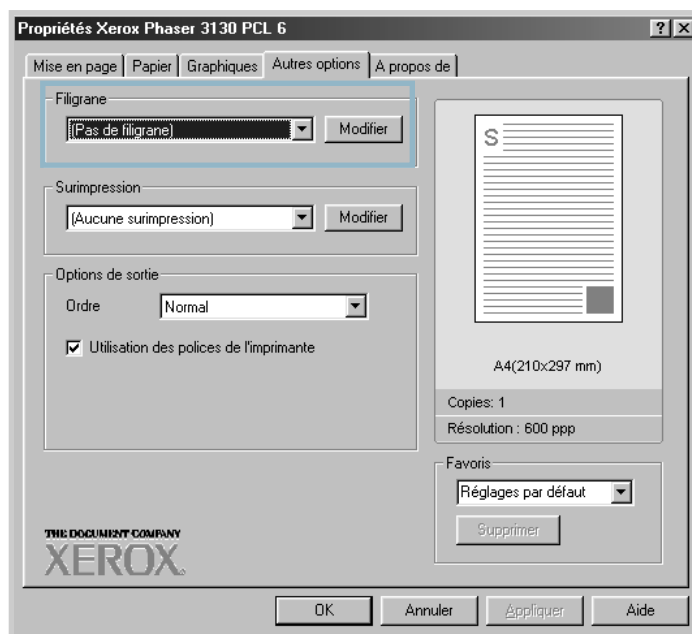 Propriétés Xerox Phaser 3130 PCL 6
Mise en page Papier Graphiques Autres options A propos de
Filigrane
(Pas de filigrane) Modifier
Surimpression
(Aucune surimpression) Modifier
Options de sortie
Ordre Normal
Utilisation des polices de l'imprimante
S
A4(210x297 mm)
Copies: 1
Résolution : 600 ppp
Favoris
Réglages par défaut
Supprimer
THE DOCUMENT COMPANY
XEROX.
OK Annuler Appliquer Aide